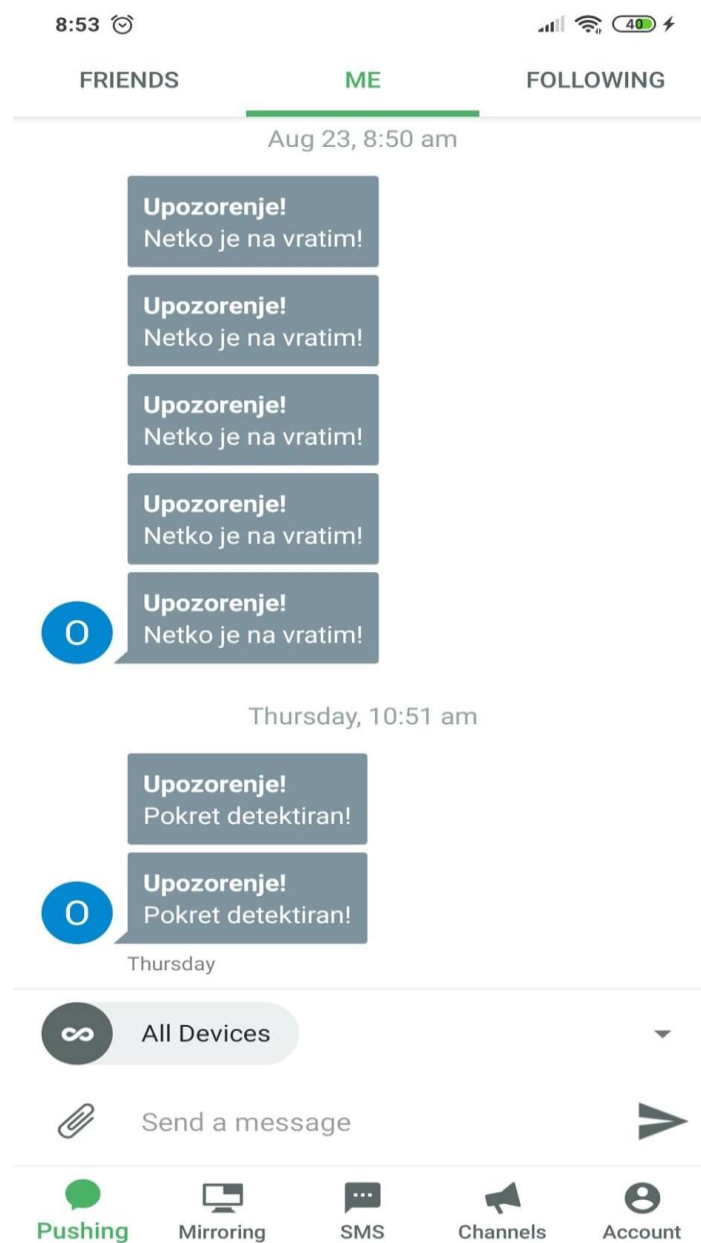 8:53
40
FRIENDS
ME
FOLLOWING
Aug 23, 8:50 am
Upozorenje!
Netko je na vratim!
Upozorenje!
Netko je na vratim!
Upozorenje!
Netko je na vratim!
Upozorenje!
Netko je na vratim!
Upozorenje!
Netko je na vratim!
O
Thursday, 10:51 am
Upozorenje!
Pokret detektiran!
Upozorenje!
Pokret detektiran!
O
Thursday
All Devices
Send a message
Pushing
Mirroring
SMS
Channels
Account